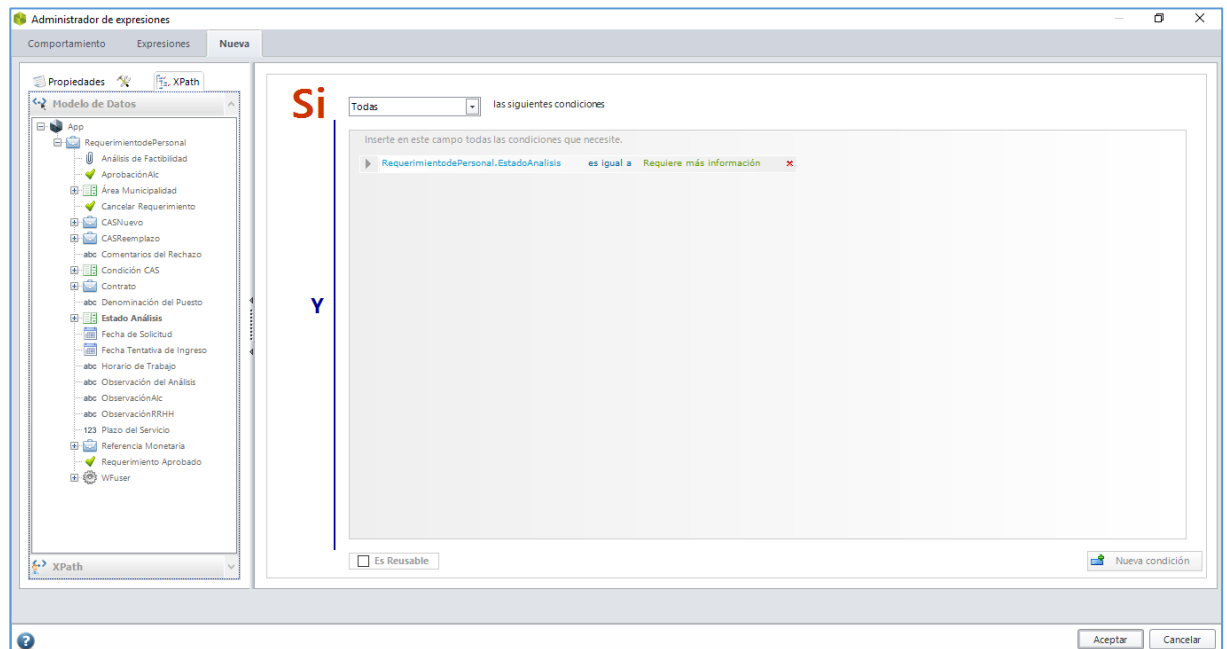 Administrador de expresiones
Comportamiento Expresiones Nueva
Propiedades XPath
Modelo de Datos
App
RequerimientodePersonal
Análisis de Factibilidad
AprobaciónAlc
Área Municipalidad
Cancelar Requerimiento
CASNuevo
CASReemplazo
abc Comentarios del Rechazo
Condición CAS
Contrato
abc Denominación del Puesto
Estado Análisis
Fecha de Solicitud
Fecha Tentativa de Ingreso
abc Horario de Trabajo
abc Observación del Análisis
abc ObservaciónAlc
abc ObservaciónRRHH
123 Plazo del Servicio
Referencia Monetaria
Requerimiento Aprobado
WFuser
XPath
Si Todas las siguientes condiciones
Inserte en este campo todas las condiciones que necesite.
RequerimientodePersonal.EstadoAnalisis es igual a Requiere más información
Y
Es Reusable
Nueva condición
Aceptar Cancelar